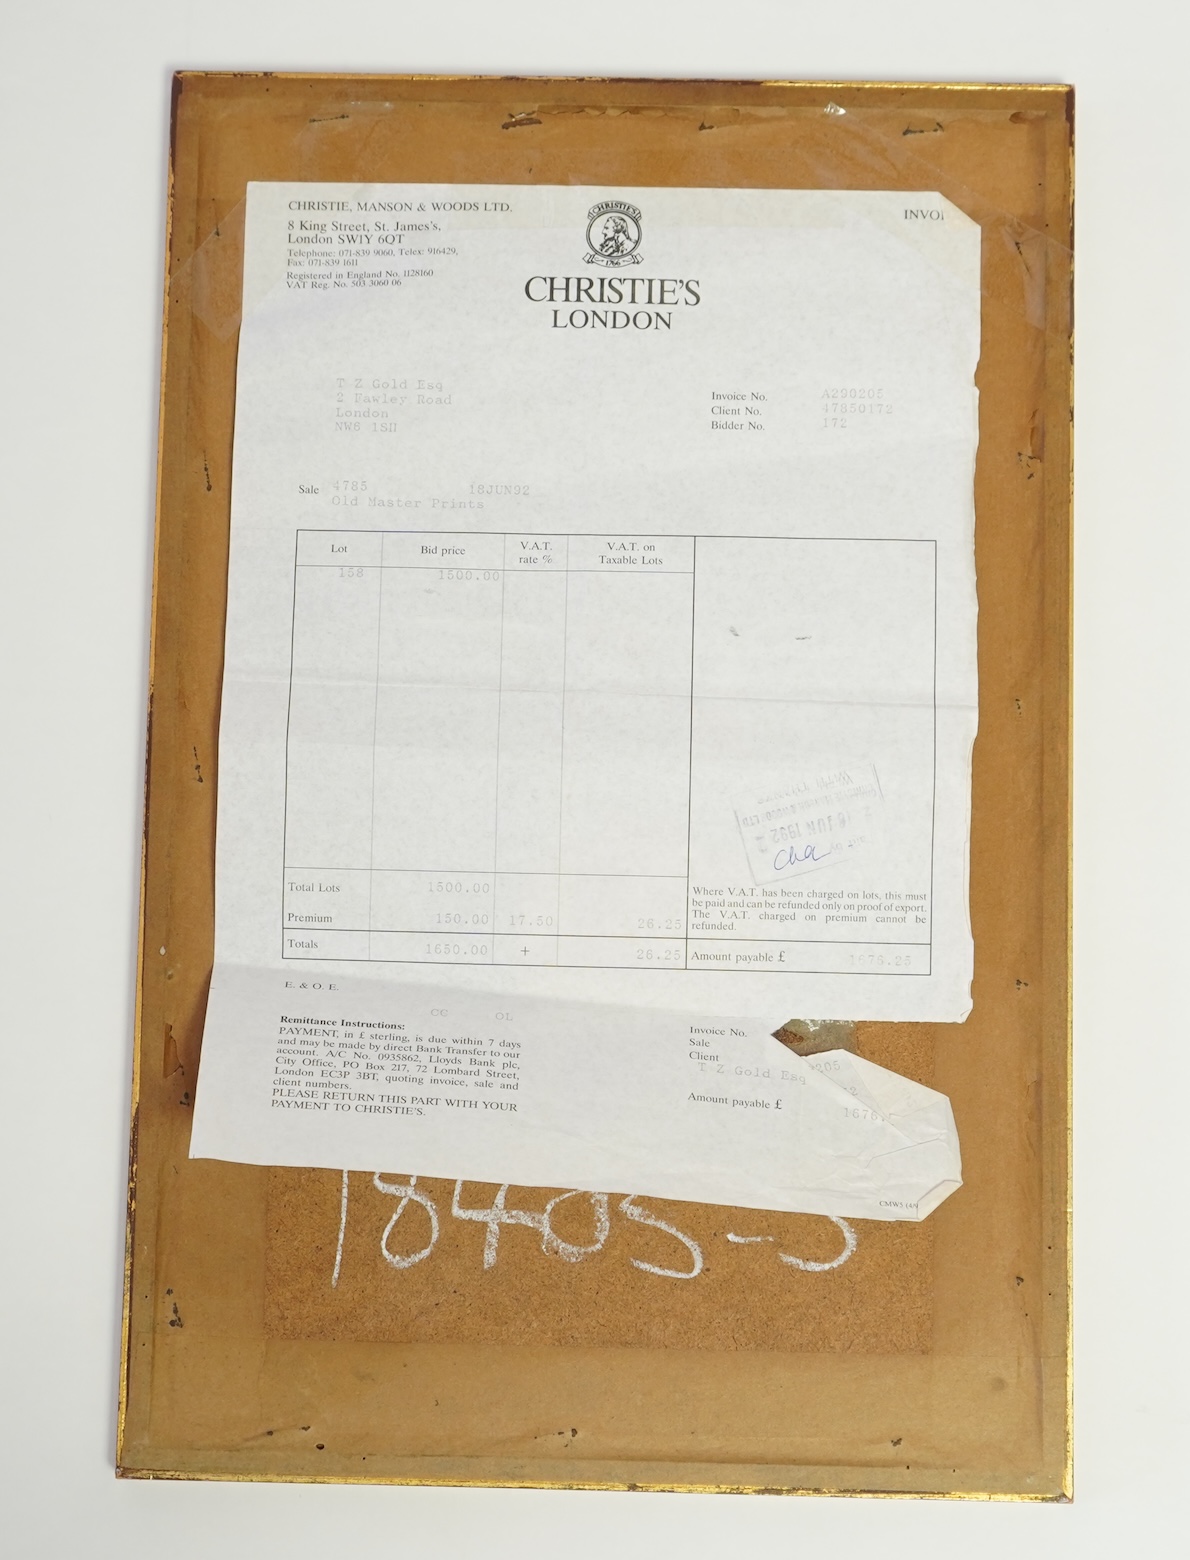 CHRISTIE, MANSON & WOODS LTD.
8 King Street, St. James's,
London SW1Y 6QT
Telephone: 071-839 9060, Telex: 916429,
Fax: 071-839 1611
Registered in England No. 1128160
VAT Reg. No. 503 3060 06
CHRISTIE'S
1766
CHRISTIE'S
LONDON
INVOI
T Z Gold Esq
2 Fawley Road
London
NW6 1SH
Invoice No. A290205
Client No. 47850172
Bidder No. 172
Sale 4785 18JUN92
Old Master Prints
Lot Bid price V.A.T. rate % V.A.T. on Taxable Lots
158 1500.00
18 JUN 1992
Total Lots 1500.00
Premium 150.00 17.50 26.25
Where V.A.T. has been charged on lots, this must
be paid and can be refunded only on proof of export.
The V.A.T. charged on premium cannot be
refunded.
Totals 1650.00 + 26.25 Amount payable £ 1676.25
E. & O. E.
CC OL
Remittance Instructions:
PAYMENT, in £ sterling, is due within 7 days
and may be made by direct Bank Transfer to our
account. A/C No. 0935862, Lloyds Bank plc,
City Office, PO Box 217, 72 Lombard Street,
London EC3P 3BT, quoting invoice, sale and
client numbers.
PLEASE RETURN THIS PART WITH YOUR
PAYMENT TO CHRISTIE'S.
Invoice No. 205
Sale
Client
T Z Gold Esq
Amount payable £ 1676.
CMW5
18405-3